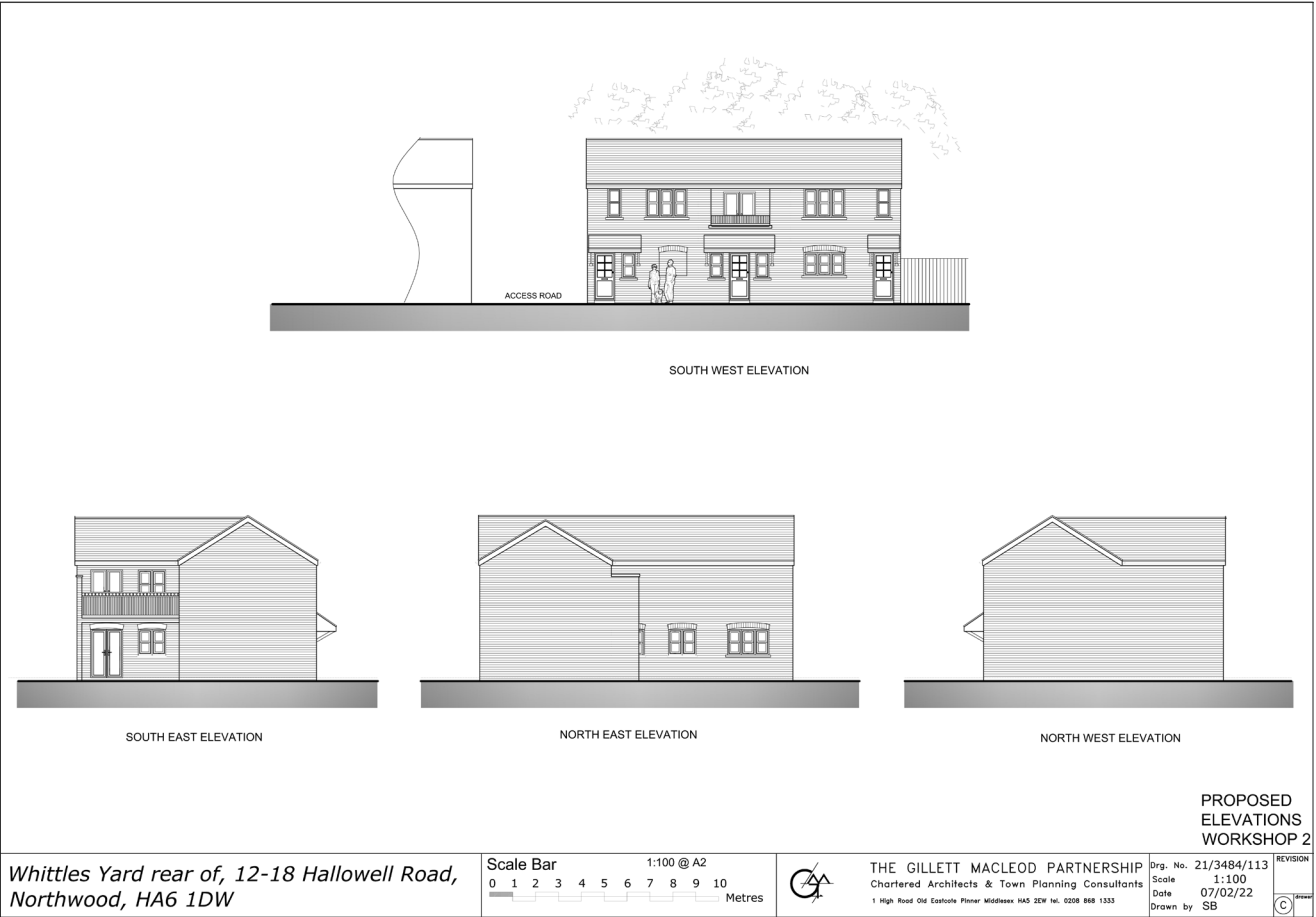 ACCESS ROAD
SOUTH WEST ELEVATION
SOUTH EAST ELEVATION
NORTH EAST ELEVATION
NORTH WEST ELEVATION
PROPOSED
ELEVATIONS
WORKSHOP 2
Whittles Yard rear of, 12-18 Hallowell Road,
Northwood, HA6 1DW
Scale Bar 1:100 @ A2
0 1 2 3 4 5 6 7 8 9 10
Metres
THE GILLETT MACLEOD PARTNERSHIP
Chartered Architects & Town Planning Consultants
1 High Road Old Eastcote Pinner Middlesex HA5 2EW tel. 0208 868 1333
Drg. No. 21/3484/113
Scale 1:100
Date 07/02/22
Drawn by SB
REVISION
C